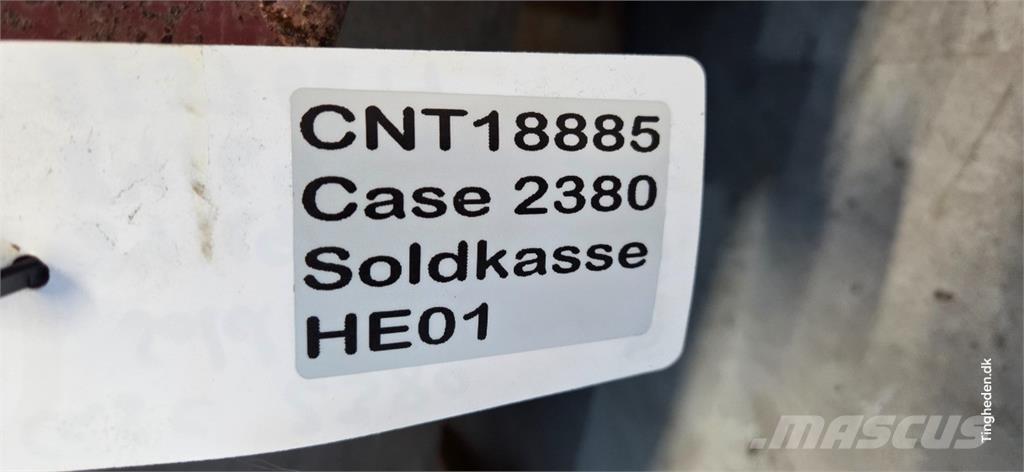 CNT18885
Case 2380
Soldkasse
HE01
Tingheden.dk
MASCUS